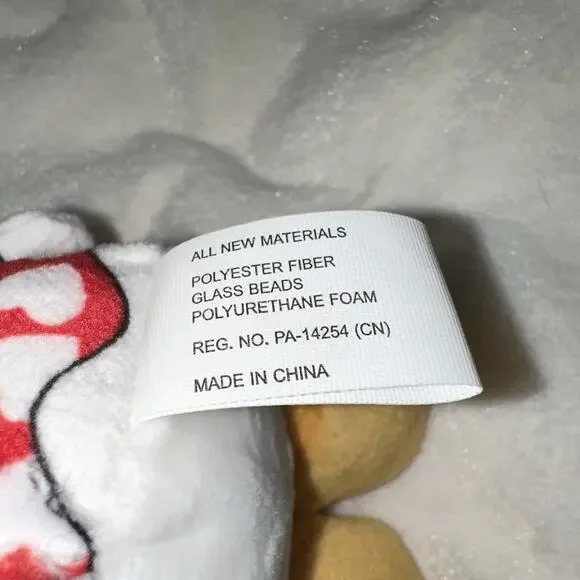 ALL NEW MATERIALS
POLYESTER FIBER
GLASS BEADS
POLYURETHANE FOAM
REG. NO. PA-14254 (CN)
MADE IN CHINA